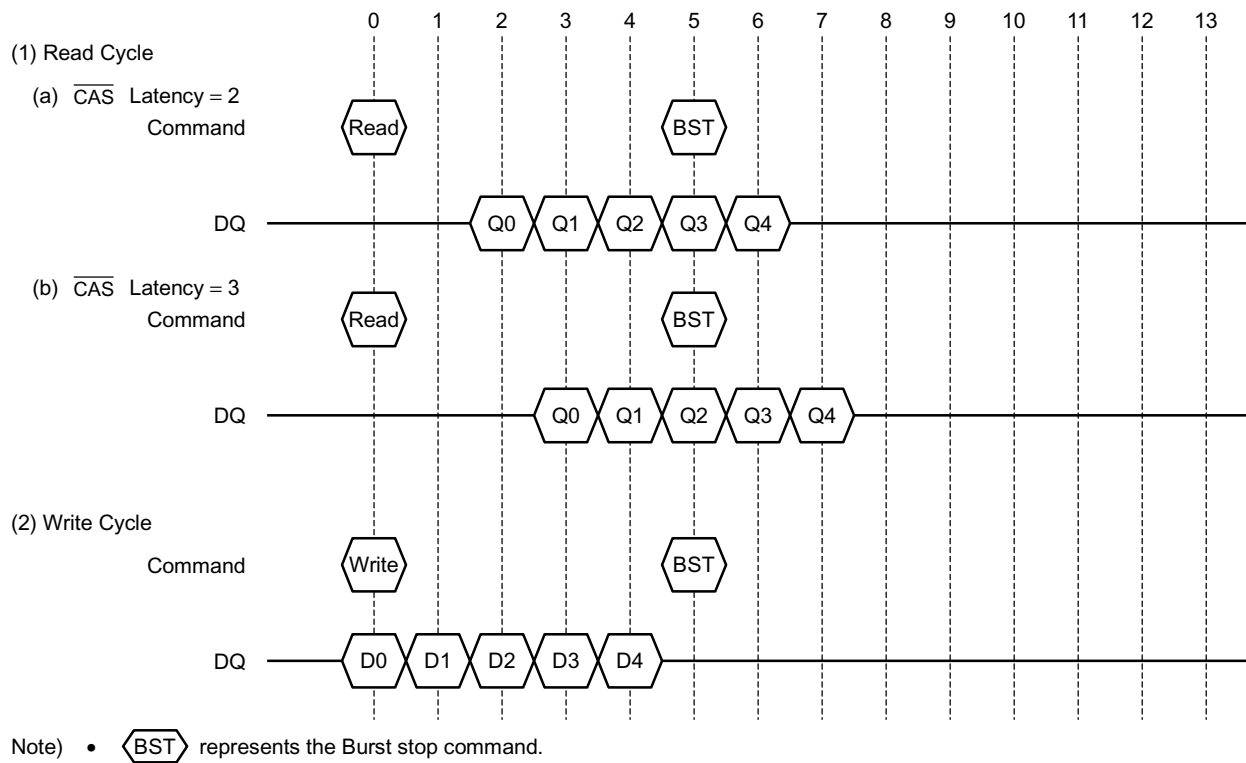 0 1 2 3 4 5 6 7 8 9 10 11 12 13
(1) Read Cycle
(a) CAS Latency = 2
Command Read BST
DQ Q0 Q1 Q2 Q3 Q4
(b) CAS Latency = 3
Command Read BST
DQ Q0 Q1 Q2 Q3 Q4
(2) Write Cycle
Command Write BST
DQ D0 D1 D2 D3 D4
Note) • BST represents the Burst stop command.